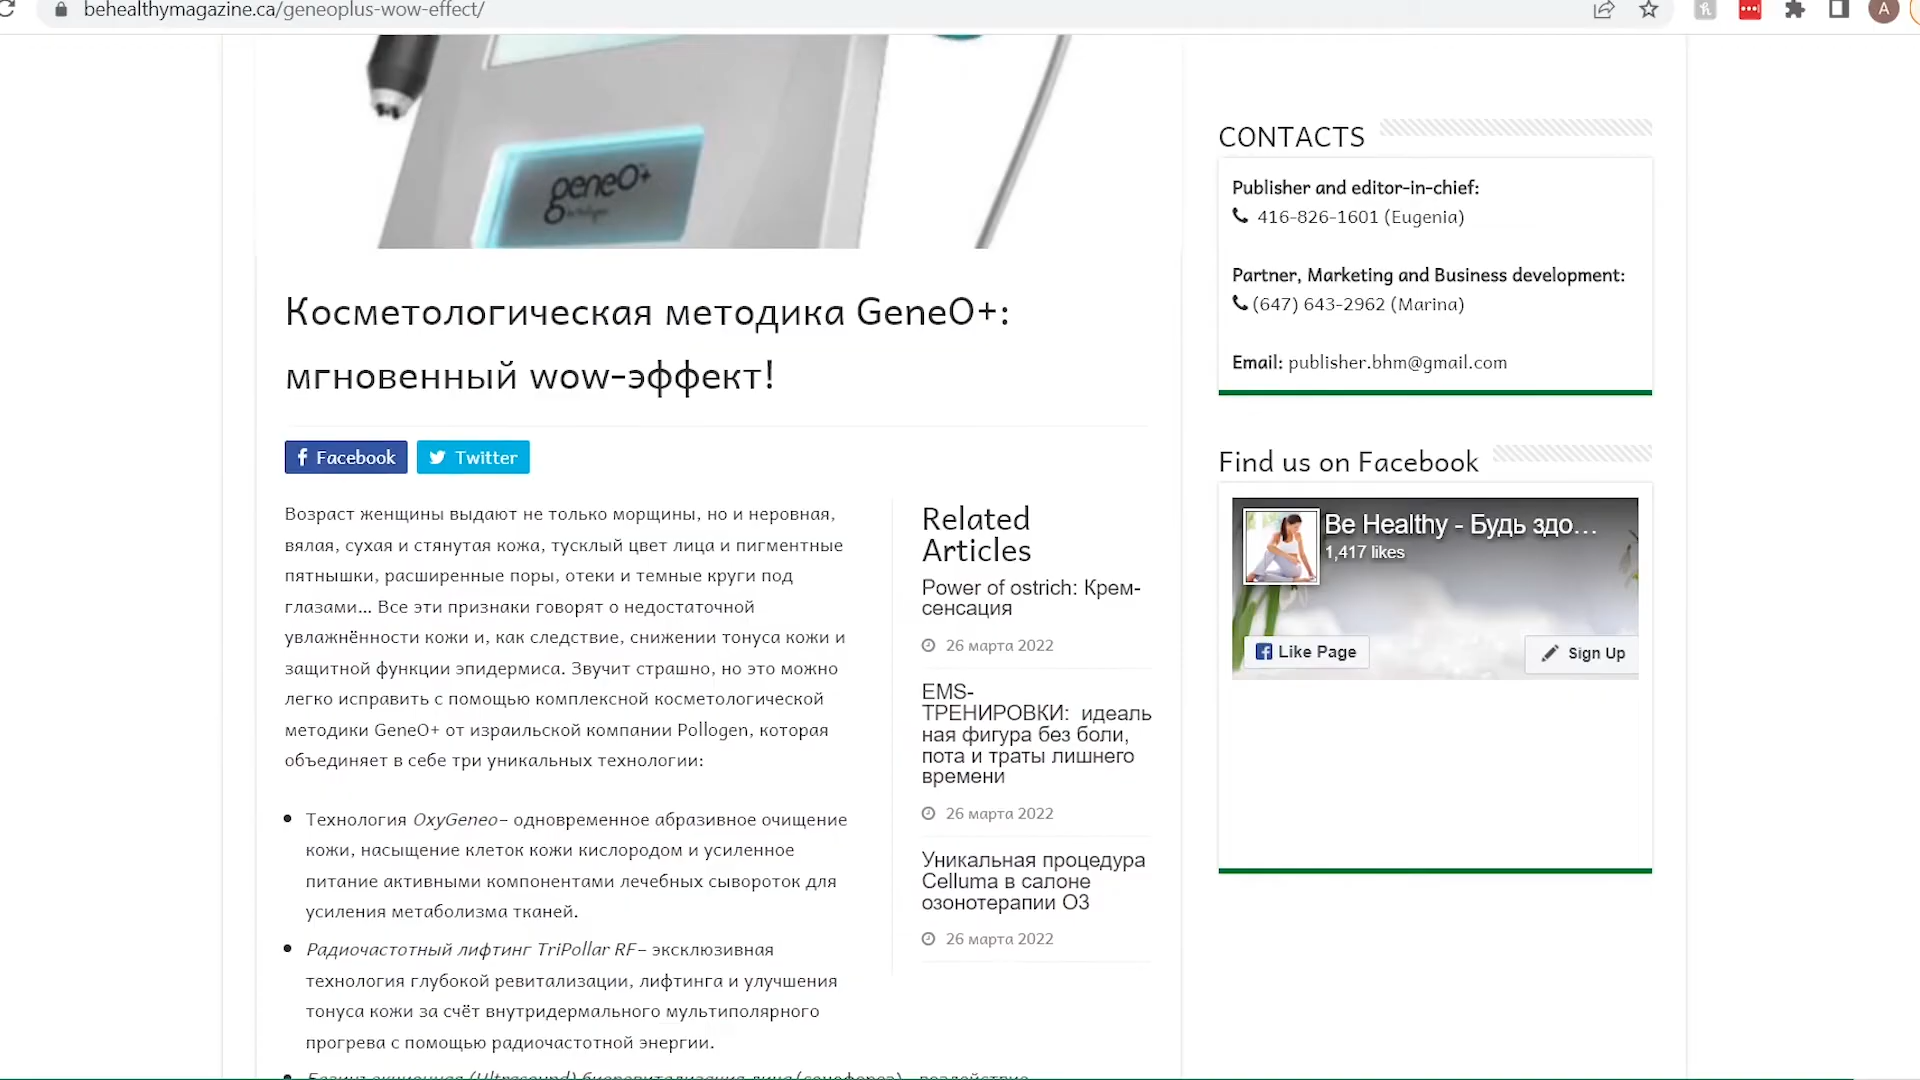 behealthymagazine.ca/geneoplus-wow-effect/
A
geneO+
Косметологическая методика GeneO+:
мгновенный wow-эффект!
Facebook
Twitter
Возраст женщины выдают не только морщины, но и неровная,
вялая, сухая и стянутая кожа, тусклый цвет лица и пигментные
пятнышки, расширенные поры, отеки и темные круги под
глазами... Все эти признаки говорят о недостаточной
увлажнённости кожи и, как следствие, снижении тонуса кожи и
защитной функции эпидермиса. Звучит страшно, но это можно
легко исправить с помощью комплексной косметологической
методики GeneO+ от израильской компании Pollogen, которая
объединяет в себе три уникальных технологии:
Технология OxyGeneo– одновременное абразивное очищение
кожи, насыщение клеток кожи кислородом и усиленное
питание активными компонентами лечебных сывороток для
усиления метаболизма тканей.
Радиочастотный лифтинг TriPollar RF– эксклюзивная
технология глубокой ревитализации, лифтинга и улучшения
тонуса кожи за счёт внутридермального мультиполярного
прогрева с помощью радиочастотной энергии.
Related
Articles
Power of ostrich: Крем-
сенсация
26 марта 2022
EMS-
ТРЕНИРОВКИ: идеаль
ная фигура без боли,
пота и траты лишнего
времени
26 марта 2022
Уникальная процедура
Celluma в салоне
озонотерапии О3
26 марта 2022
CONTACTS
Publisher and editor-in-chief:
416-826-1601 (Eugenia)
Partner, Marketing and Business development:
(647) 643-2962 (Marina)
Email: publisher.bhm@gmail.com
Find us on Facebook
Be Healthy - Будь здо...
1,417 likes
Like Page
Sign Up